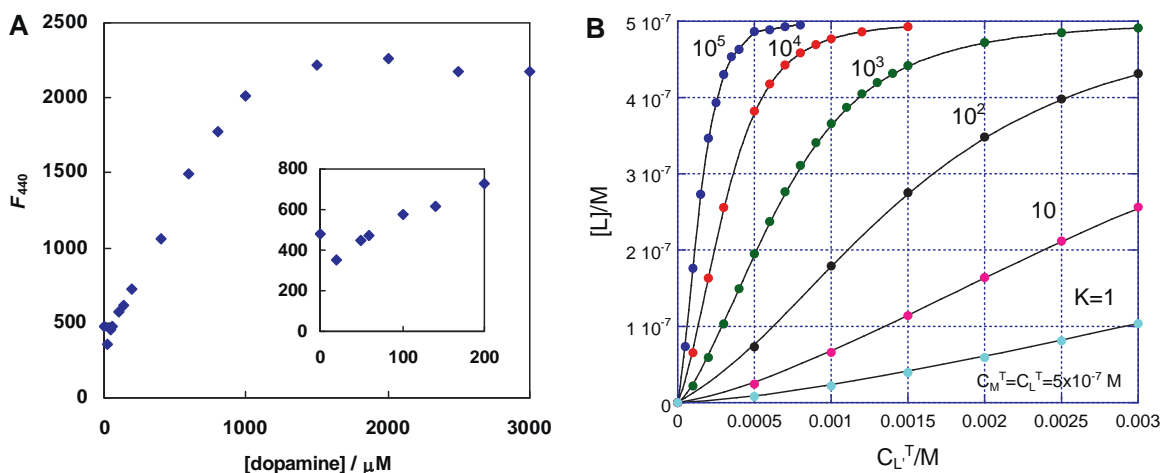 A
2500
2000
1500
1000
500
0
F440
0 1000 2000 3000
[dopamine] / μM
800
600
400
200
0
0 100 200
B
5 10^-7
4 10^-7
3 10^-7
2 10^-7
1 10^-7
0
[L]/M
10^5
10^4
10^3
10^2
10
K=1
C_M^T=C_L^T=5x10^-7 M
0 0.0005 0.001 0.0015 0.002 0.0025 0.003
C_L'^T/M